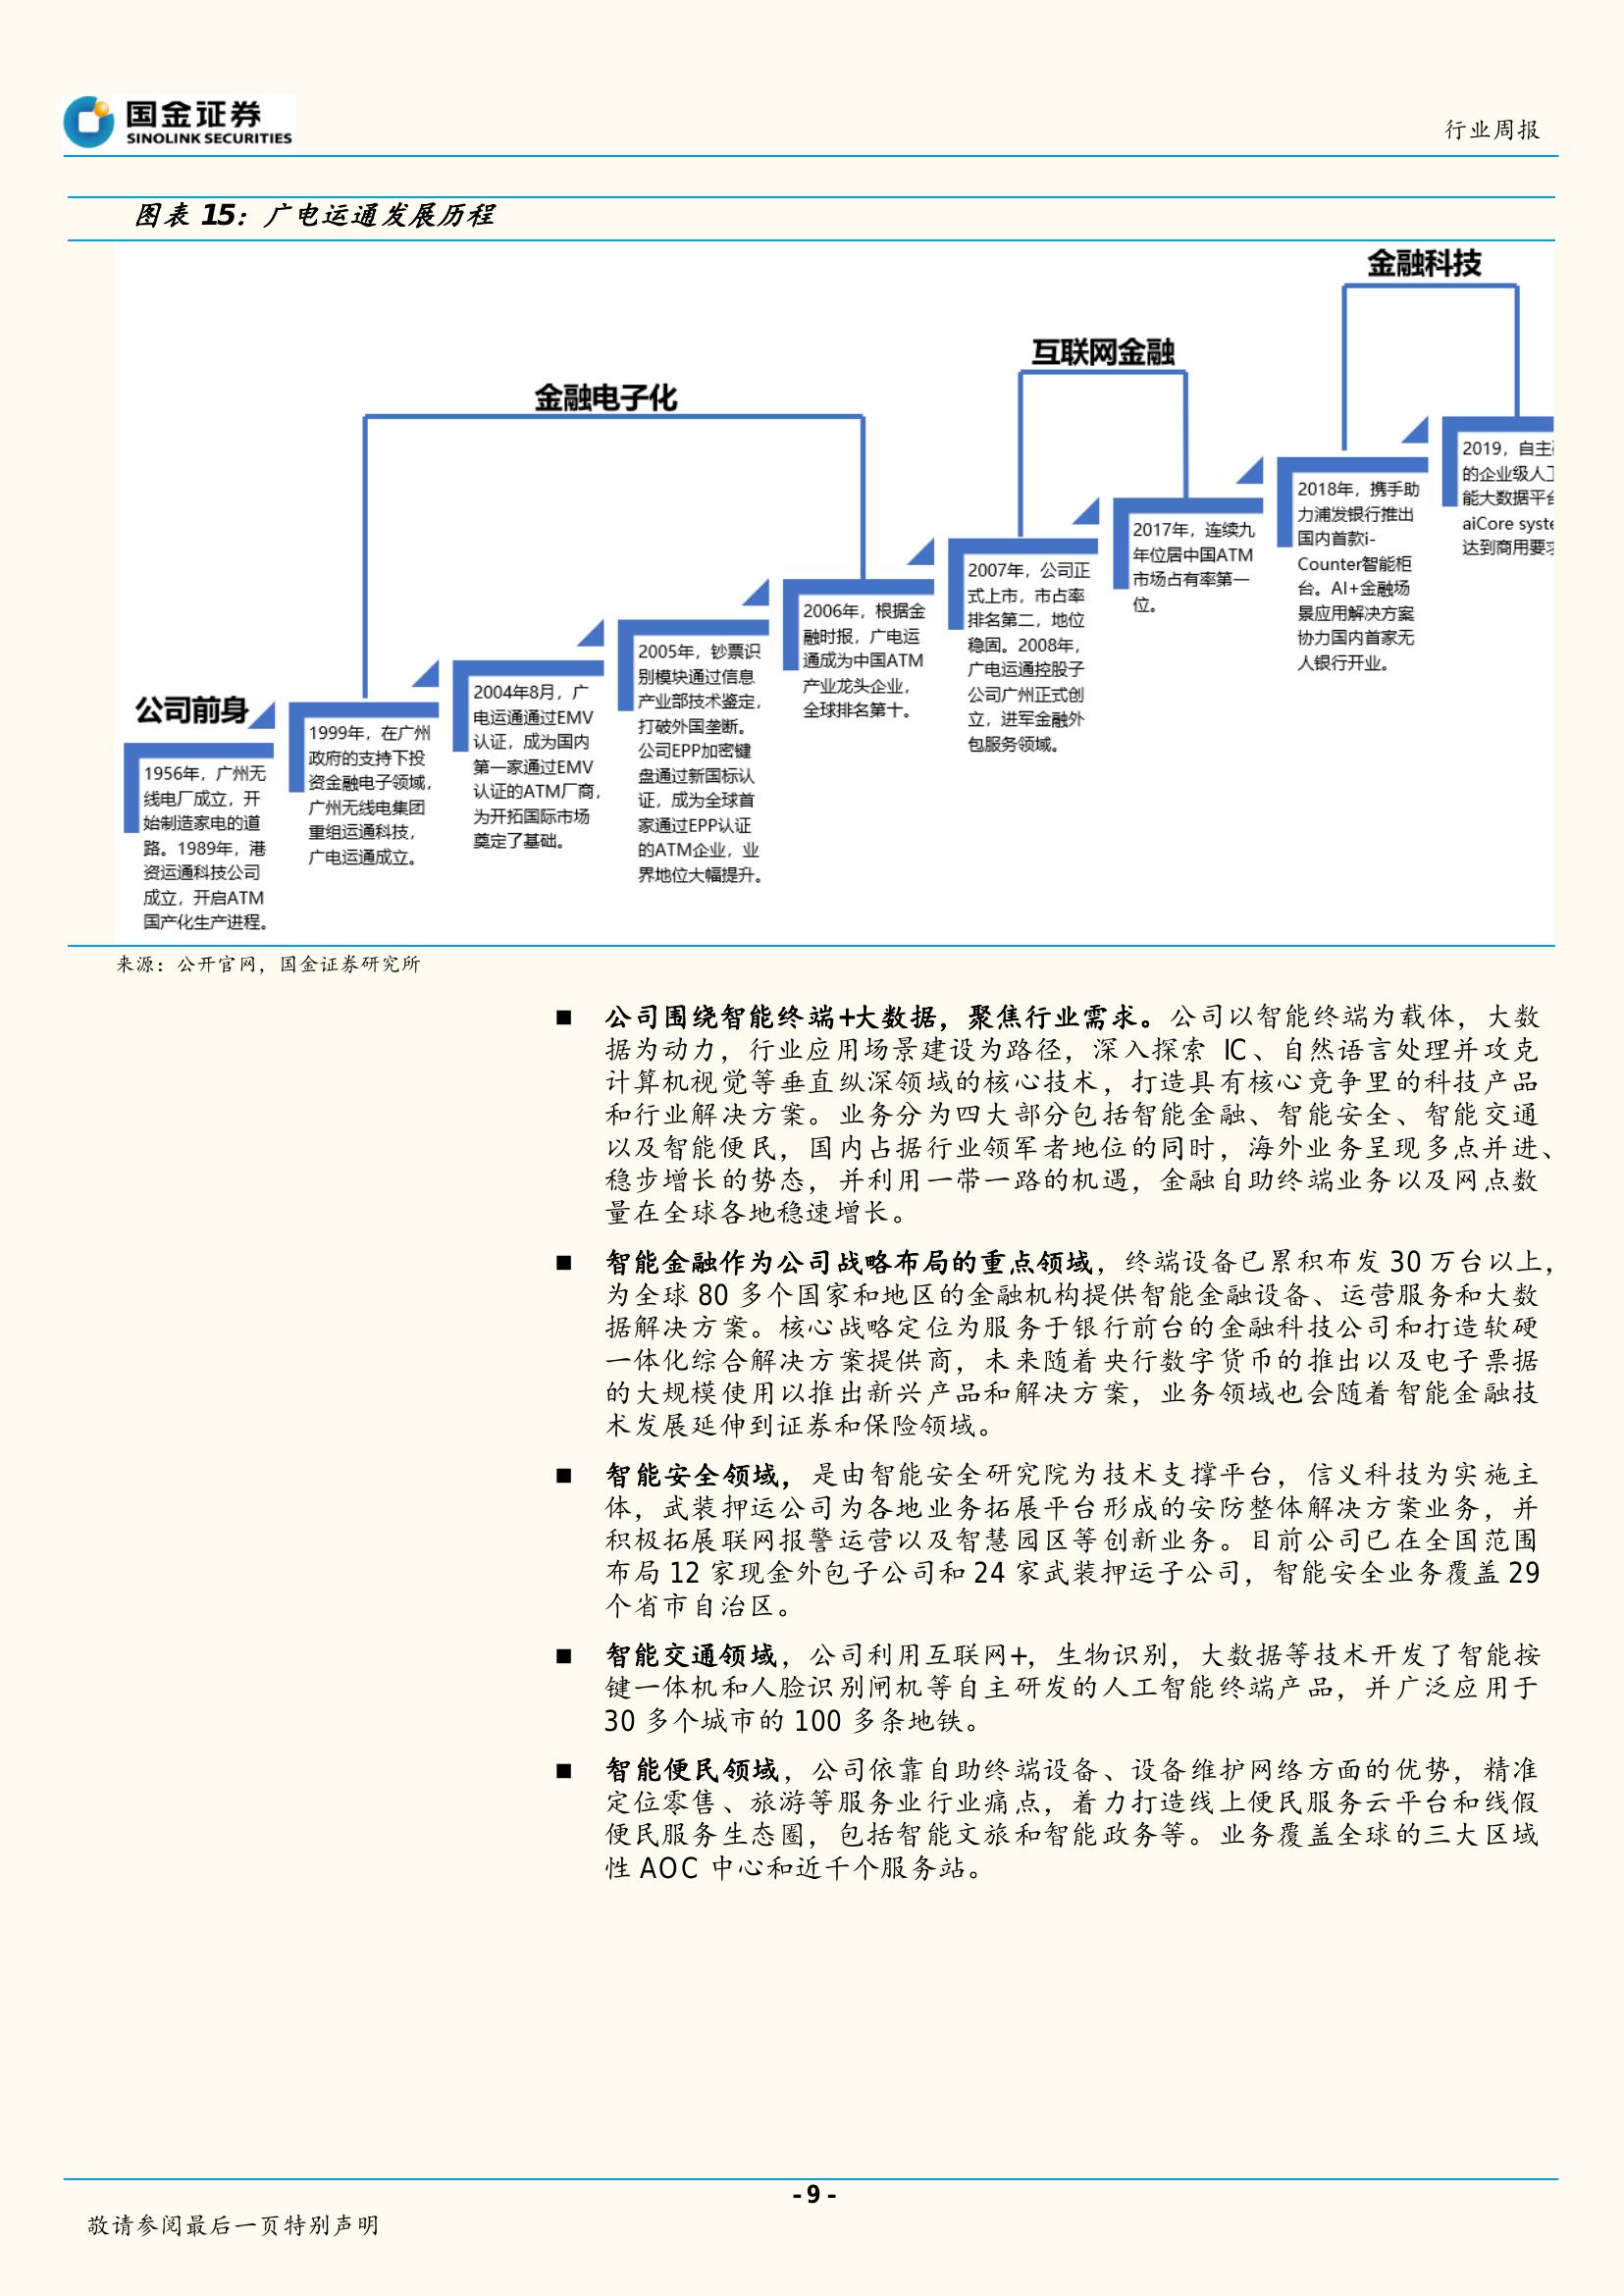 国金证券
SINOLINK SECURITIES
行业周报
图表 15：广电运通发展历程
公司前身
1956年，广州无
线电厂成立，开
始制造家电的道
路。1989年，港
资运通科技公司
成立，开启ATM
国产化生产进程。
金融电子化
1999年，在广州
政府的支持下投
资金融电子领域，
广州无线电集团
重组运通科技，
广电运通成立。
2004年8月，广
电运通通过EMV
认证，成为国内
第一家通过EMV
认证的ATM厂商，
为开拓国际市场
奠定了基础。
2005年，钞票识
别模块通过信息
产业部技术鉴定，
打破外国垄断。
公司EPP加密键
盘通过新国标认
证，成为全球首
家通过EPP认证
的ATM企业，业
界地位大幅提升。
2006年，根据金
融时报，广电运
通成为中国ATM
产业龙头企业，
全球排名第十。
互联网金融
2007年，公司正
式上市，市占率
排名第二，地位
稳固。2008年，
广电运通控股子
公司广州正式创
立，进军金融外
包服务领域。
2017年，连续九
年位居中国ATM
市场占有率第一
位。
金融科技
2018年，携手助
力浦发银行推出
国内首款i-
Counter智能柜
台。AI+金融场
景应用解决方案
协力国内首家无
人银行开业。
2019，自主
的企业级人工
能大数据平台
aiCore syste
达到商用要求
来源：公开官网，国金证券研究所
■ 公司围绕智能终端+大数据，聚焦行业需求。公司以智能终端为载体，大数
据为动力，行业应用场景建设为路径，深入探索 IC、自然语言处理并攻克
计算机视觉等垂直纵深领域的核心技术，打造具有核心竞争里的科技产品
和行业解决方案。业务分为四大部分包括智能金融、智能安全、智能交通
以及智能便民，国内占据行业领军者地位的同时，海外业务呈现多点并进、
稳步增长的势态，并利用一带一路的机遇，金融自助终端业务以及网点数
量在全球各地稳速增长。
■ 智能金融作为公司战略布局的重点领域，终端设备已累积布发 30 万台以上，
为全球 80 多个国家和地区的金融机构提供智能金融设备、运营服务和大数
据解决方案。核心战略定位为服务于银行前台的金融科技公司和打造软硬
一体化综合解决方案提供商，未来随着央行数字货币的推出以及电子票据
的大规模使用以推出新兴产品和解决方案，业务领域也会随着智能金融技
术发展延伸到证券和保险领域。
■ 智能安全领域，是由智能安全研究院为技术支撑平台，信义科技为实施主
体，武装押运公司为各地业务拓展平台形成的安防整体解决方案业务，并
积极拓展联网报警运营以及智慧园区等创新业务。目前公司已在全国范围
布局 12 家现金外包子公司和 24 家武装押运子公司，智能安全业务覆盖 29
个省市自治区。
■ 智能交通领域，公司利用互联网+，生物识别，大数据等技术开发了智能按
键一体机和人脸识别闸机等自主研发的人工智能终端产品，并广泛应用于
30 多个城市的 100 多条地铁。
■ 智能便民领域，公司依靠自助终端设备、设备维护网络方面的优势，精准
定位零售、旅游等服务业行业痛点，着力打造线上便民服务云平台和线假
便民服务生态圈，包括智能文旅和智能政务等。业务覆盖全球的三大区域
性 AOC 中心和近千个服务站。
- 9 -
敬请参阅最后一页特别声明